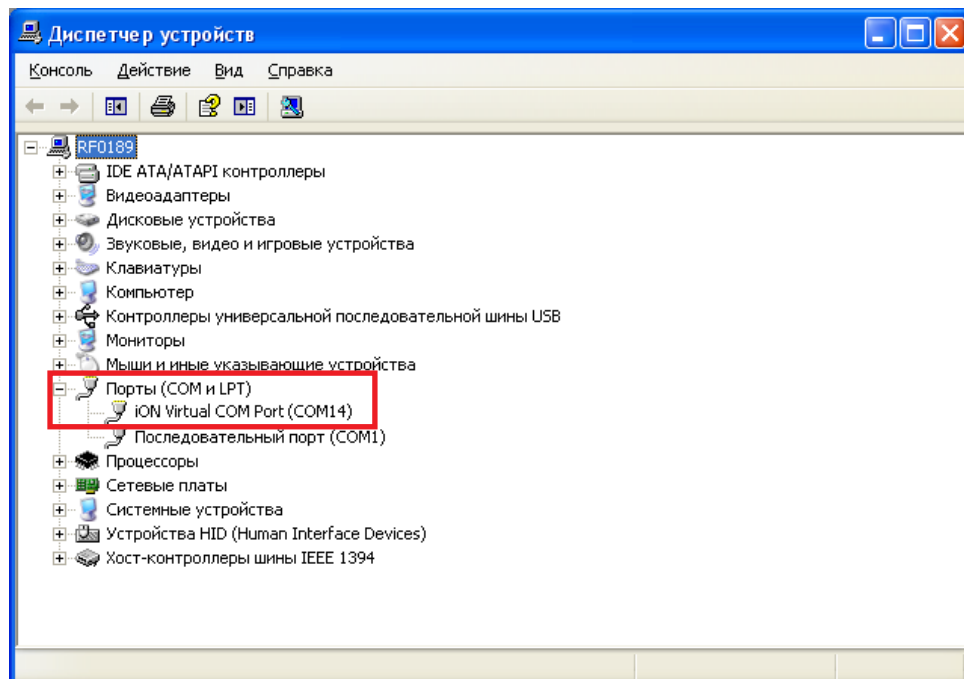 Диспетчер устройств
Консоль Действие Вид Справка
RF0189
IDE ATA/ATAPI контроллеры
Видеоадаптеры
Дисковые устройства
Звуковые, видео и игровые устройства
Клавиатуры
Компьютер
Контроллеры универсальной последовательной шины USB
Мониторы
Мыши и иные указывающие устройства
Порты (COM и LPT)
iON Virtual COM Port (COM14)
Последовательный порт (COM1)
Процессоры
Сетевые платы
Системные устройства
Устройства HID (Human Interface Devices)
Хост-контроллеры шины IEEE 1394